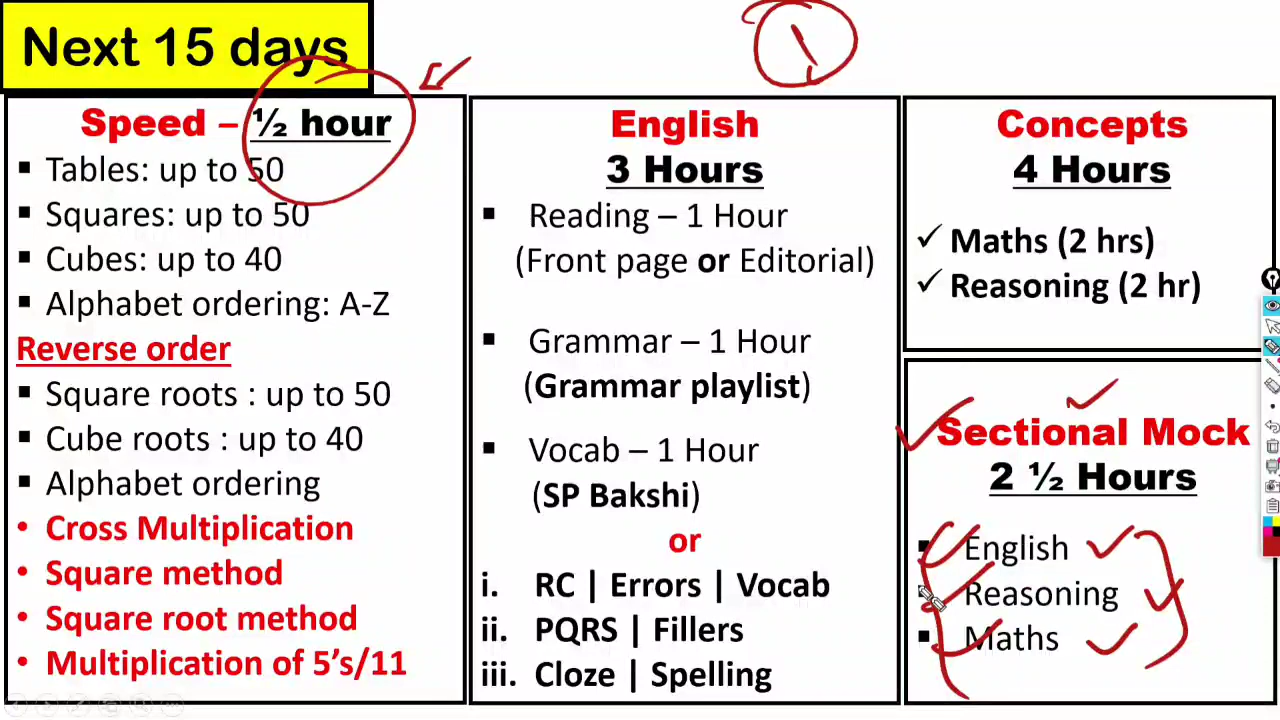 Next 15 days
Speed – ½ hour
▪ Tables: up to 50
▪ Squares: up to 50
▪ Cubes: up to 40
▪ Alphabet ordering: A-Z
Reverse order
▪ Square roots : up to 50
▪ Cube roots : up to 40
▪ Alphabet ordering
• Cross Multiplication
• Square method
• Square root method
• Multiplication of 5’s/11
English
3 Hours
▪ Reading – 1 Hour
(Front page or Editorial)
▪ Grammar – 1 Hour
(Grammar playlist)
▪ Vocab – 1 Hour
(SP Bakshi)
or
i. RC | Errors | Vocab
ii. PQRS | Fillers
iii. Cloze | Spelling
Concepts
4 Hours
✓ Maths (2 hrs)
✓ Reasoning (2 hr)
Sectional Mock
2 ½ Hours
▪ English
▪ Reasoning
▪ Maths